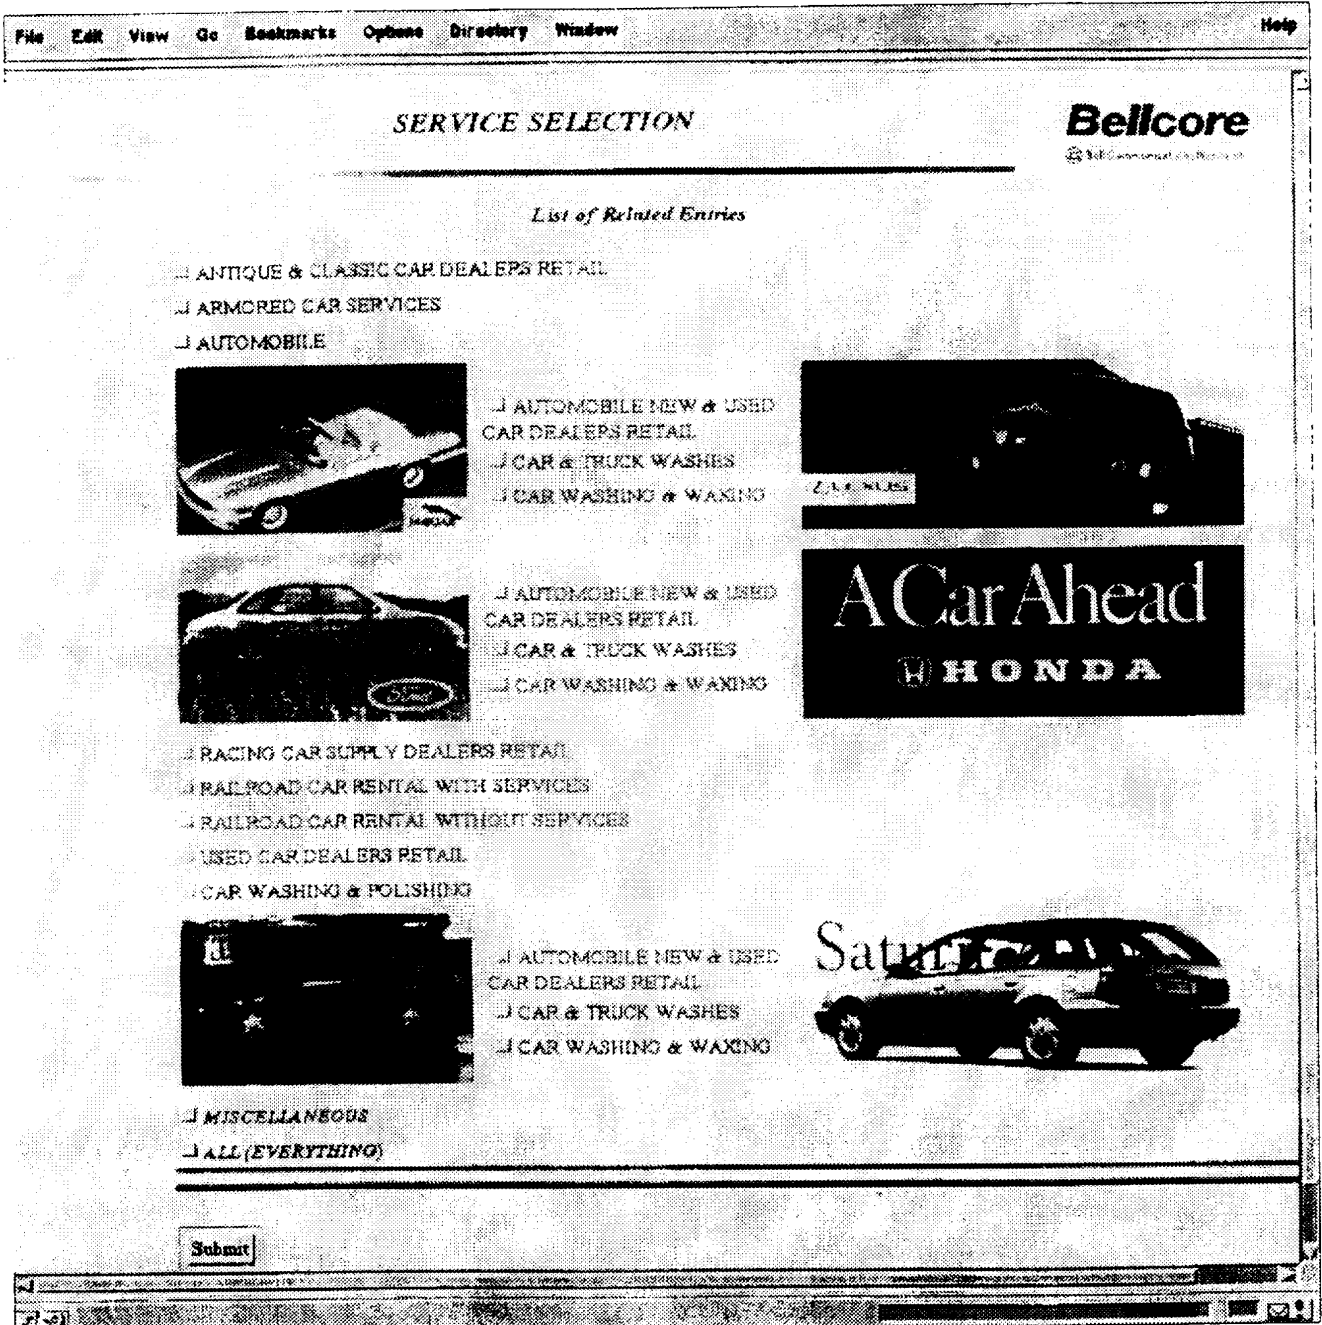 File Edit View Go Bookmarks Options Directory Window Help
SERVICE SELECTION
Bellcore
List of Related Entries
ANTIQUE & CLASSIC CAR DEALERS RETAIL
ARMORED CAR SERVICES
AUTOMOBILE
AUTOMOBILE NEW & USED
CAR DEALERS RETAIL
CAR & TRUCK WASHES
CAR WASHING & WAXING
JAGUAR
LEXUS
AUTOMOBILE NEW & USED
CAR DEALERS RETAIL
CAR & TRUCK WASHES
CAR WASHING & WAXING
Ford
A Car Ahead
HONDA
RACING CAR SUPPLY DEALERS RETAIL
RAILROAD CAR RENTAL WITH SERVICES
RAILROAD CAR RENTAL WITHOUT SERVICES
USED CAR DEALERS RETAIL
CAR WASHING & POLISHING
AUTOMOBILE NEW & USED
CAR DEALERS RETAIL
CAR & TRUCK WASHES
CAR WASHING & WAXING
Saturn
MISCELLANEOUS
ALL (EVERYTHING)
Submit